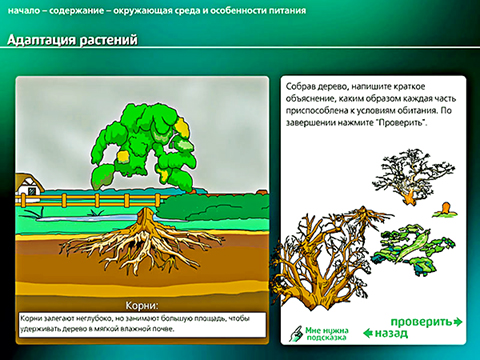 начало – содержание – окружающая среда и особенности питания
Адаптация растений
Собрав дерево, напишите краткое
объяснение, каким образом каждая часть
приспособлена к условиям обитания. По
завершении нажмите "Проверить".
Корни:
Корни залегают неглубоко, но занимают большую площадь, чтобы
удерживать дерево в мягкой влажной почве.
Мне нужна
подсказка
проверить
назад